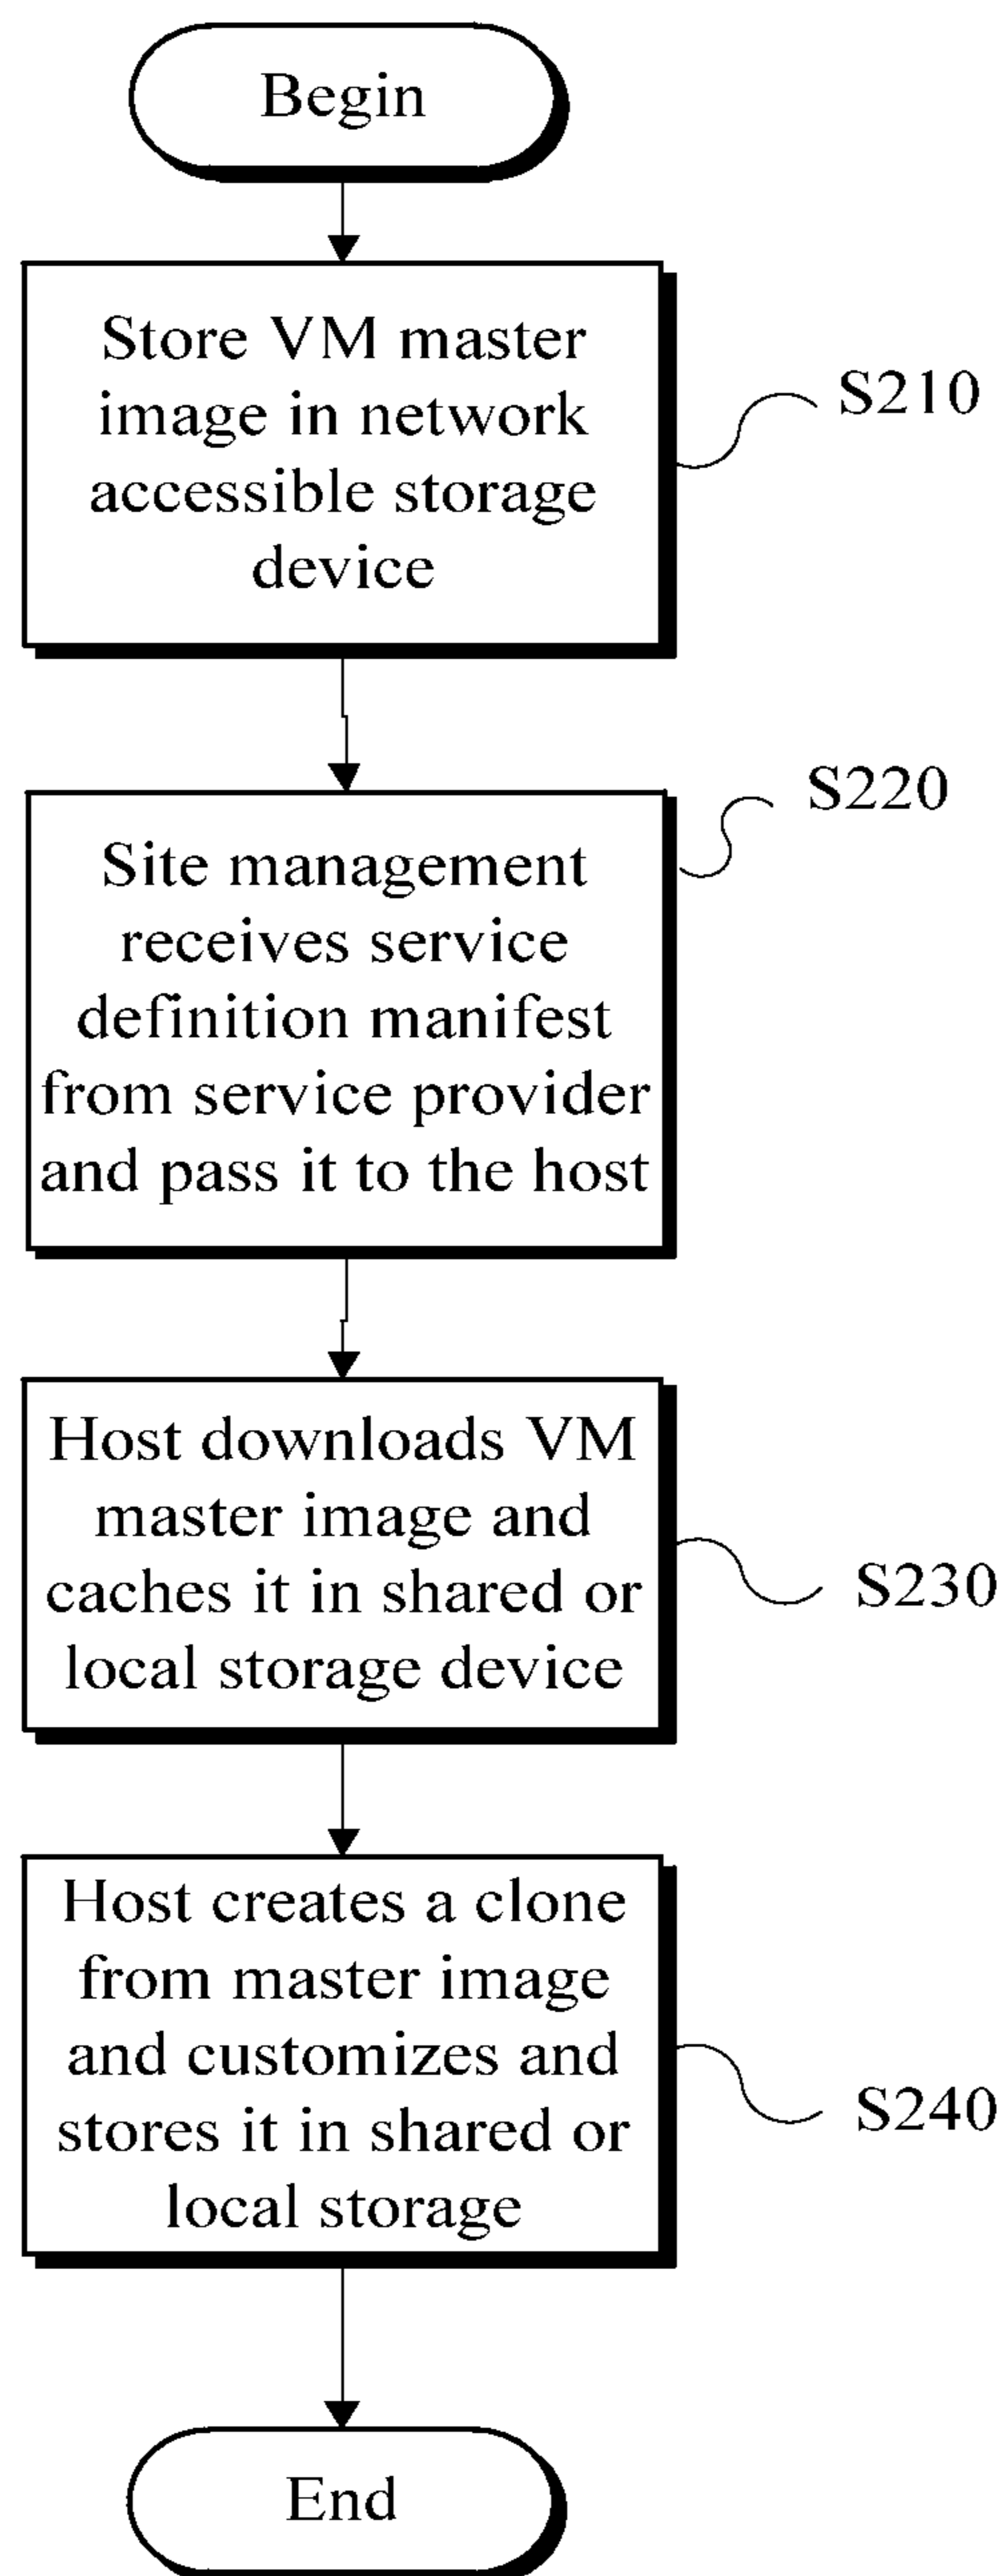 Begin
Store VM master
image in network
accessible storage
device
S210
Site management
receives service
definition manifest
from service provider
and pass it to the host
S220
Host downloads VM
master image and
caches it in shared or
local storage device
S230
Host creates a clone
from master image
and customizes and
stores it in shared or
local storage
S240
End